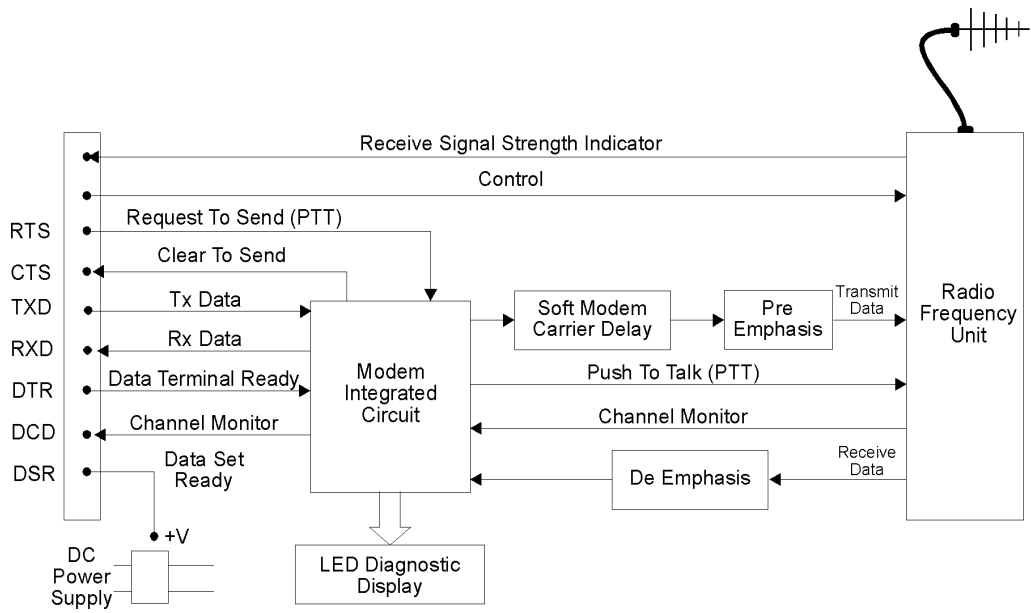 Receive Signal Strength Indicator
Control
RTS
Request To Send (PTT)
CTS
Clear To Send
TXD
Tx Data
RXD
Rx Data
DTR
Data Terminal Ready
DCD
Channel Monitor
DSR
Data Set
Ready
+V
DC
Power
Supply
Modem
Integrated
Circuit
LED Diagnostic
Display
Soft Modem
Carrier Delay
Pre
Emphasis
Transmit
Data
Push To Talk (PTT)
Channel Monitor
De Emphasis
Receive
Data
Radio
Frequency
Unit